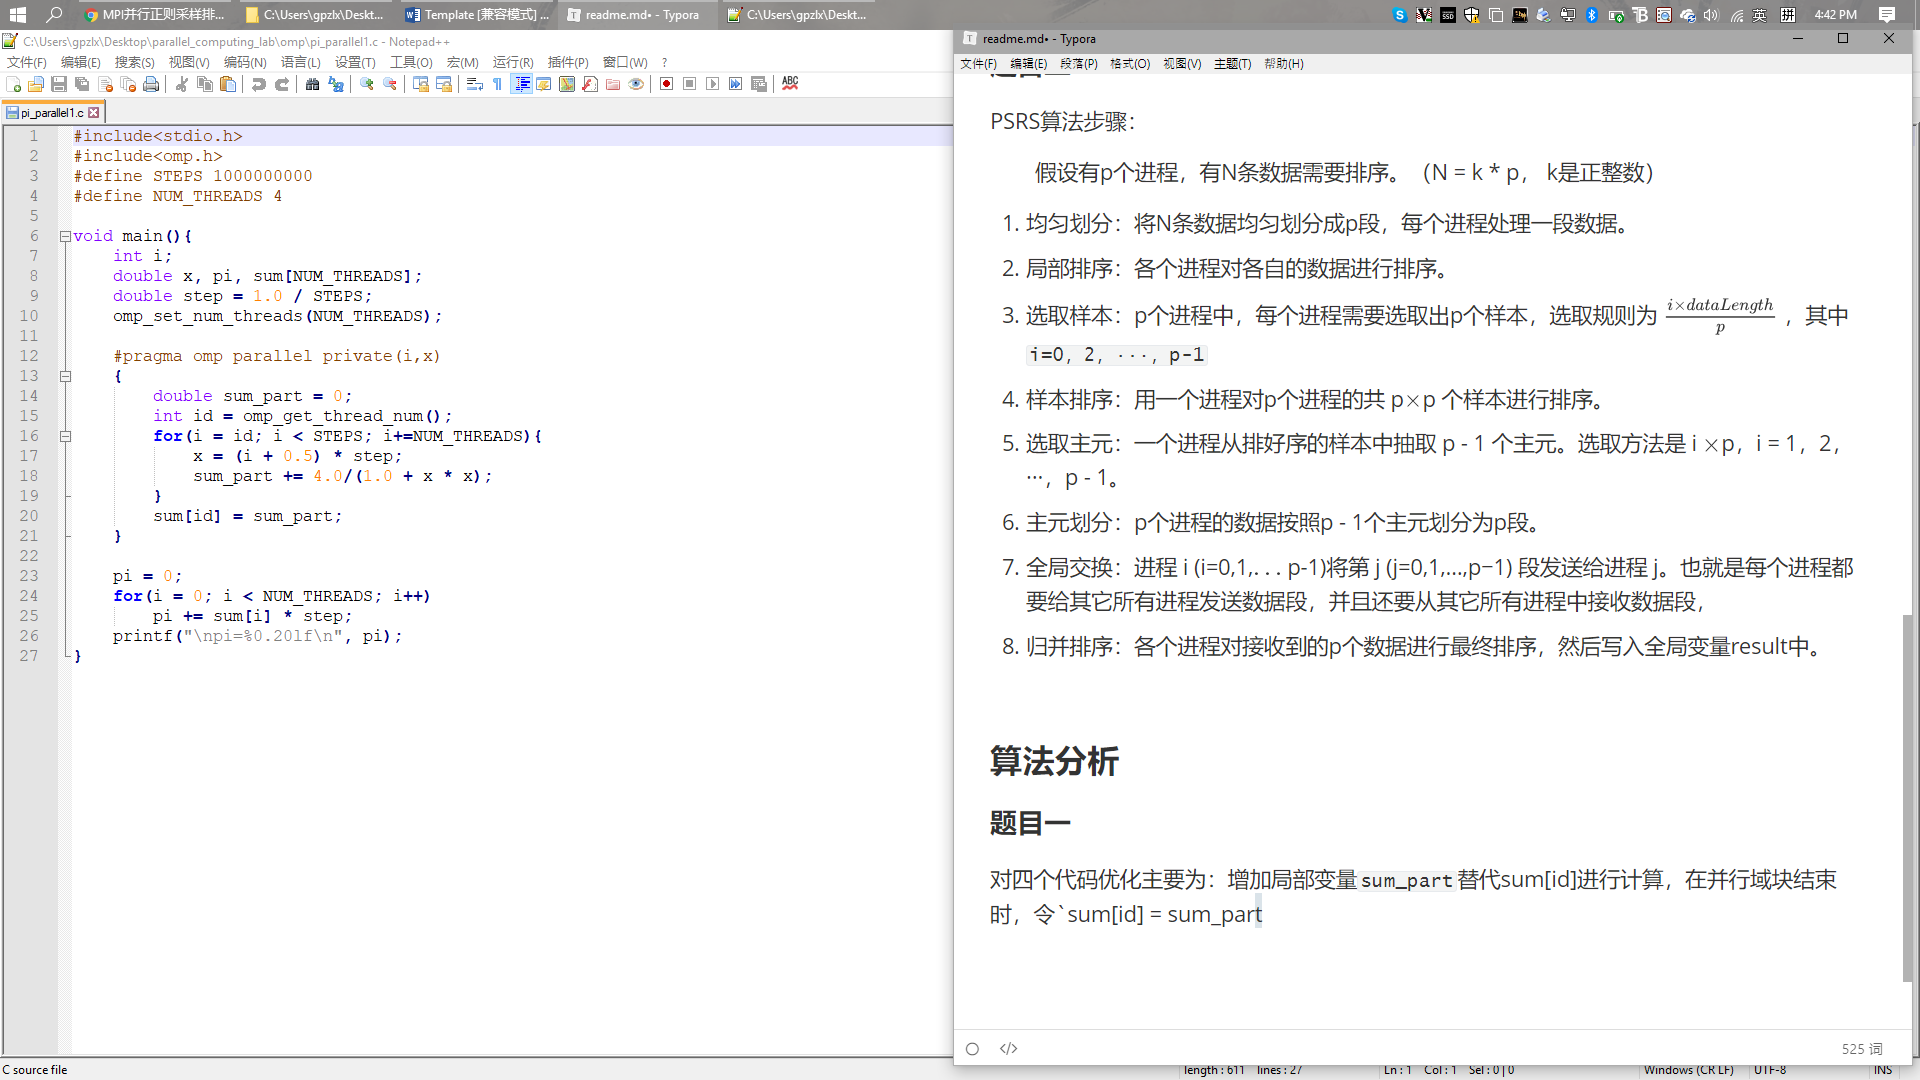 MPI并行正则采样排...
C:\Users\gpzlx\Deskt...
Template [兼容模式] ...
readme.md• - Typora
C:\Users\gpzlx\Deskt...
英
拼
4:42 PM
C:\Users\gpzlx\Desktop\parallel_computing_lab\omp\pi_parallel1.c - Notepad++
文件(F) 编辑(E) 搜索(S) 视图(V) 编码(N) 语言(L) 设置(T) 工具(O) 宏(M) 运行(R) 插件(P) 窗口(W) ?
pi_parallel1.c
1 #include<stdio.h>
2 #include<omp.h>
3 #define STEPS 1000000000
4 #define NUM_THREADS 4
5
6 void main(){
7 int i;
8 double x, pi, sum[NUM_THREADS];
9 double step = 1.0 / STEPS;
10 omp_set_num_threads(NUM_THREADS);
11
12 #pragma omp parallel private(i,x)
13 {
14 double sum_part = 0;
15 int id = omp_get_thread_num();
16 for(i = id; i < STEPS; i+=NUM_THREADS){
17 x = (i + 0.5) * step;
18 sum_part += 4.0/(1.0 + x * x);
19 }
20 sum[id] = sum_part;
21 }
22
23 pi = 0;
24 for(i = 0; i < NUM_THREADS; i++)
25 pi += sum[i] * step;
26 printf("\npi=%0.20lf\n", pi);
27 }
C source file
length : 611 lines : 27
Ln : 1 Col : 1 Sel : 0 | 0
Windows (CR LF)
UTF-8
INS
readme.md• - Typora
文件(F) 编辑(E) 段落(P) 格式(O) 视图(V) 主题(T) 帮助(H)
PSRS算法步骤：
假设有p个进程，有N条数据需要排序。（N = k * p， k是正整数）
1. 均匀划分：将N条数据均匀划分成p段，每个进程处理一段数据。
2. 局部排序：各个进程对各自的数据进行排序。
3. 选取样本：p个进程中，每个进程需要选取出p个样本，选取规则为 i×dataLength/p ，其中
i=0, 2, ···, p-1
4. 样本排序：用一个进程对p个进程的共 p×p 个样本进行排序。
5. 选取主元：一个进程从排好序的样本中抽取 p - 1 个主元。选取方法是 i ×p，i = 1，2，
···，p - 1。
6. 主元划分：p个进程的数据按照p - 1个主元划分为p段。
7. 全局交换：进程 i (i=0,1,. . . p-1)将第 j (j=0,1,...,p−1) 段发送给进程 j。也就是每个进程都
要给其它所有进程发送数据段，并且还要从其它所有进程中接收数据段，
8. 归并排序：各个进程对接收到的p个数据进行最终排序，然后写入全局变量result中。
算法分析
题目一
对四个代码优化主要为：增加局部变量sum_part替代sum[id]进行计算，在并行域块结束
时，令`sum[id] = sum_part
</>
525 词